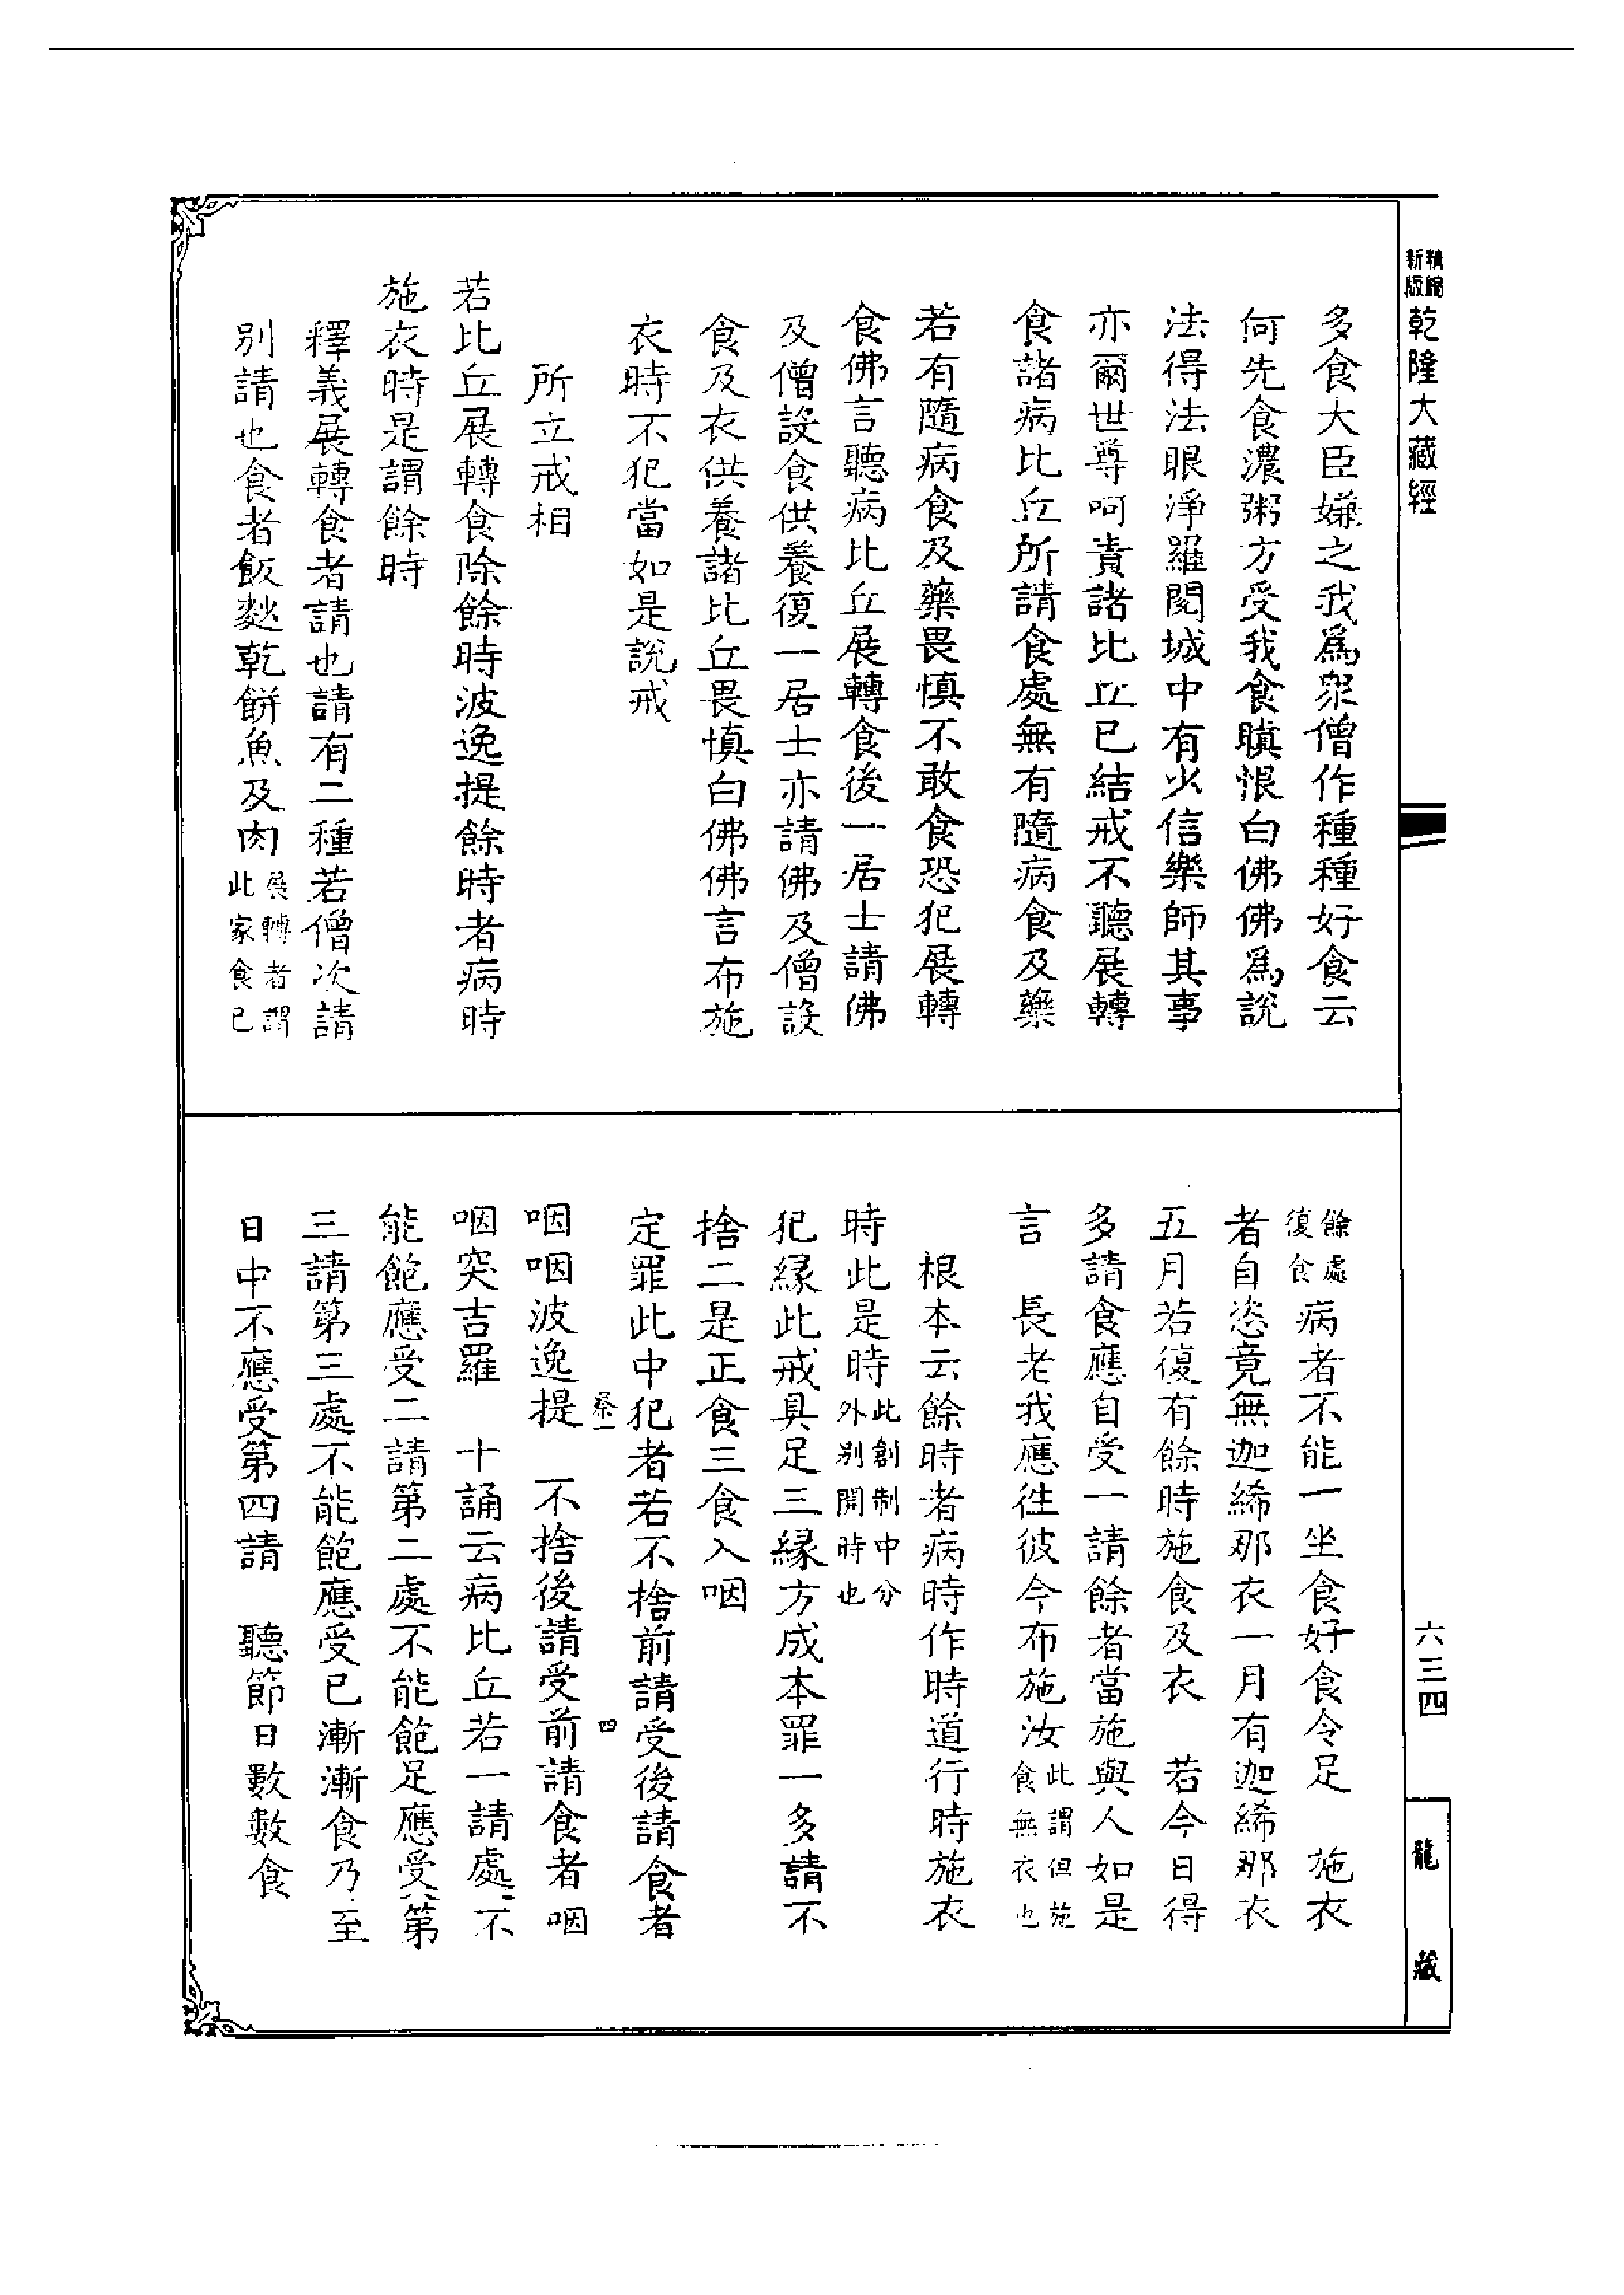 精縮
新版
乾隆大藏經
多食大臣嫌之我爲衆僧作種種好食云
何先食濃粥方受我食瞋恨白佛佛爲說
法得法眼淨羅閱城中有少信樂師其事
亦爾世尊呵責諸比丘已結戒不聽展轉
食諸病比丘所請食處無有隨病食及藥
若有隨病食及藥畏慎不敢食恐犯展轉
食佛言聽病比丘展轉食後一居士請佛
及僧設食供養復一居士亦請佛及僧設
食及衣供養諸比丘畏慎白佛佛言布施
衣時不犯當如是說戒
所立戒相
若比丘展轉食除餘時波逸提餘時者病時
施衣時是謂餘時
釋義展轉食者請也請有二種若僧次請
別請也食者飯麨乾餅魚及肉展轉者謂此家食已
餘處復食病者不能一坐食好食令足　施衣
者自恣竟無迦絺那衣一月有迦絺那衣
五月若復有餘時施食及衣　若今日得
多請食應自受一請餘者當施與人如是
言　長老我應往彼今布施汝此謂但施食無衣也
根本云餘時者病時作時道行時施衣
時此是時此創制中分外別開時也
犯緣此戒具足三緣方成本罪一多請不
捨二是正食三食入咽
定罪此中犯者若不捨前請受後請食者
咽咽波逸提　不捨後請受前請食者咽
咽突吉羅　十誦云病比丘若一請處不
能飽應受二請第二處不能飽足應受第
三請第三處不能飽應受已漸漸食乃至
日中不應受第四請　聽節日數數食
四
六三四
龍藏